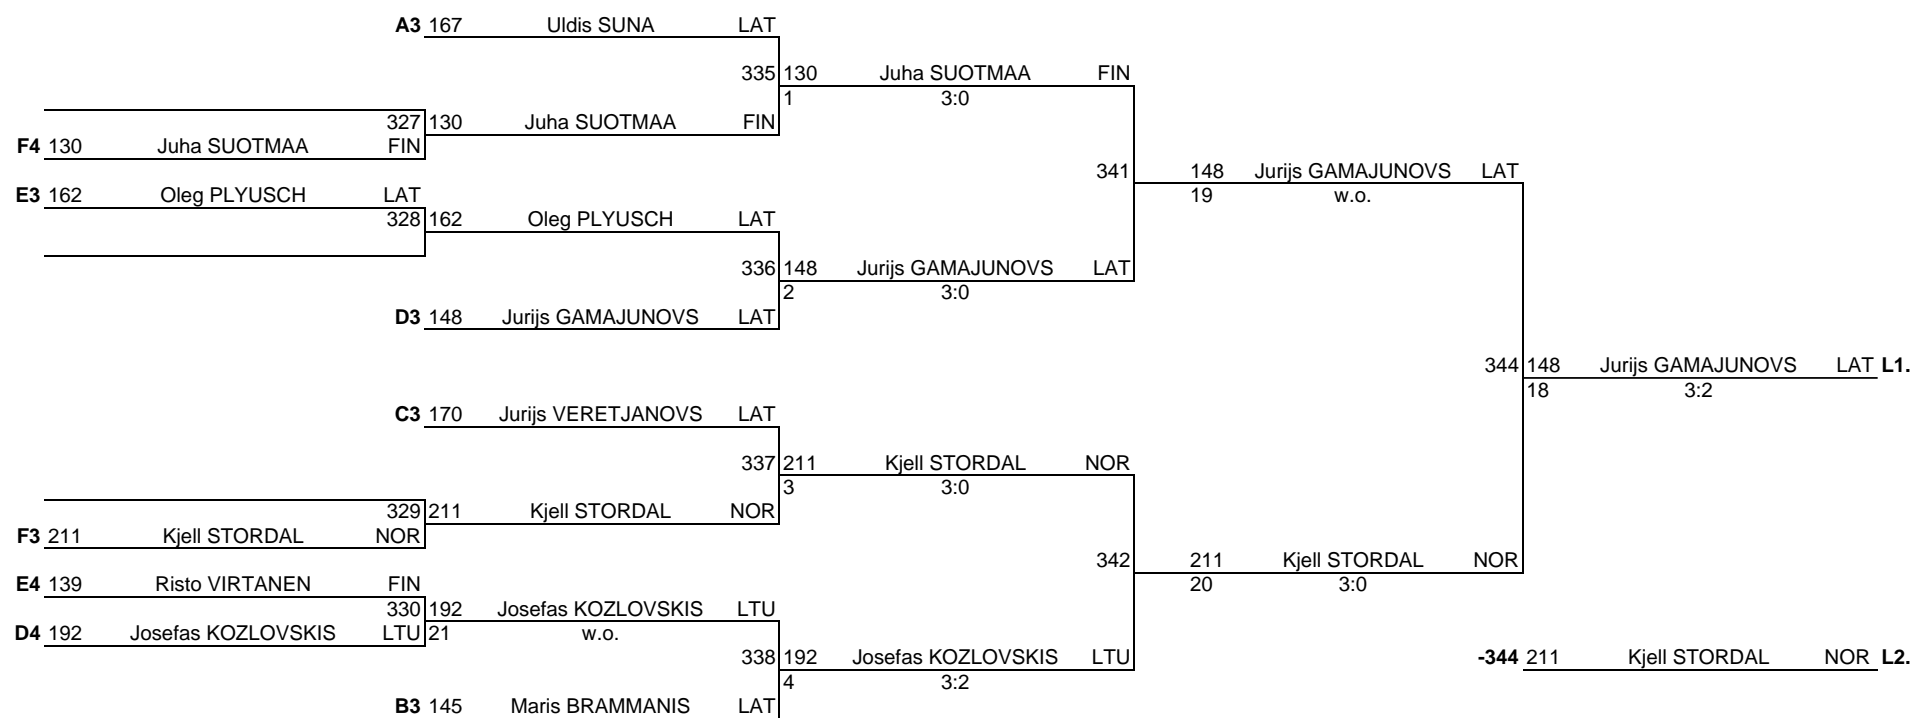 A3 167 Uldis SUNA LAT
335 130 Juha SUOTMAA FIN
1 3:0
327 130 Juha SUOTMAA FIN
F4 130 Juha SUOTMAA FIN
341 148 Jurijs GAMAJUNOVS LAT
E3 162 Oleg PLYUSCH LAT
19 w.o.
328 162 Oleg PLYUSCH LAT
336 148 Jurijs GAMAJUNOVS LAT
2 3:0
D3 148 Jurijs GAMAJUNOVS LAT
344 148 Jurijs GAMAJUNOVS LAT L1.
18 3:2
C3 170 Jurijs VERETJANOVS LAT
337 211 Kjell STORDAL NOR
3 3:0
329 211 Kjell STORDAL NOR
F3 211 Kjell STORDAL NOR
342 211 Kjell STORDAL NOR
E4 139 Risto VIRTANEN FIN
20 3:0
330 192 Josefas KOZLOVSKIS LTU
D4 192 Josefas KOZLOVSKIS LTU 21 w.o.
338 192 Josefas KOZLOVSKIS LTU
-344 211 Kjell STORDAL NOR L2.
4 3:2
B3 145 Maris BRAMMANIS LAT